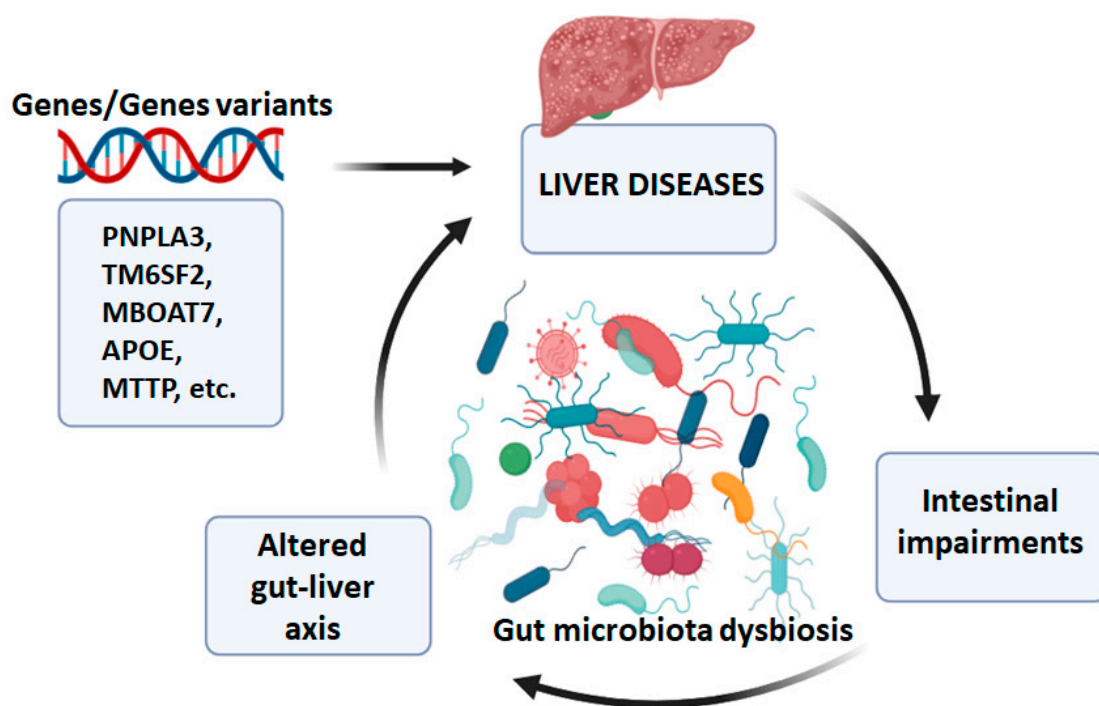 Genes/Genes variants
PNPLA3,
TM6SF2,
MBOAT7,
APOE,
MTTP, etc.
LIVER DISEASES
Intestinal
impairments
Gut microbiota dysbiosis
Altered
gut-liver
axis